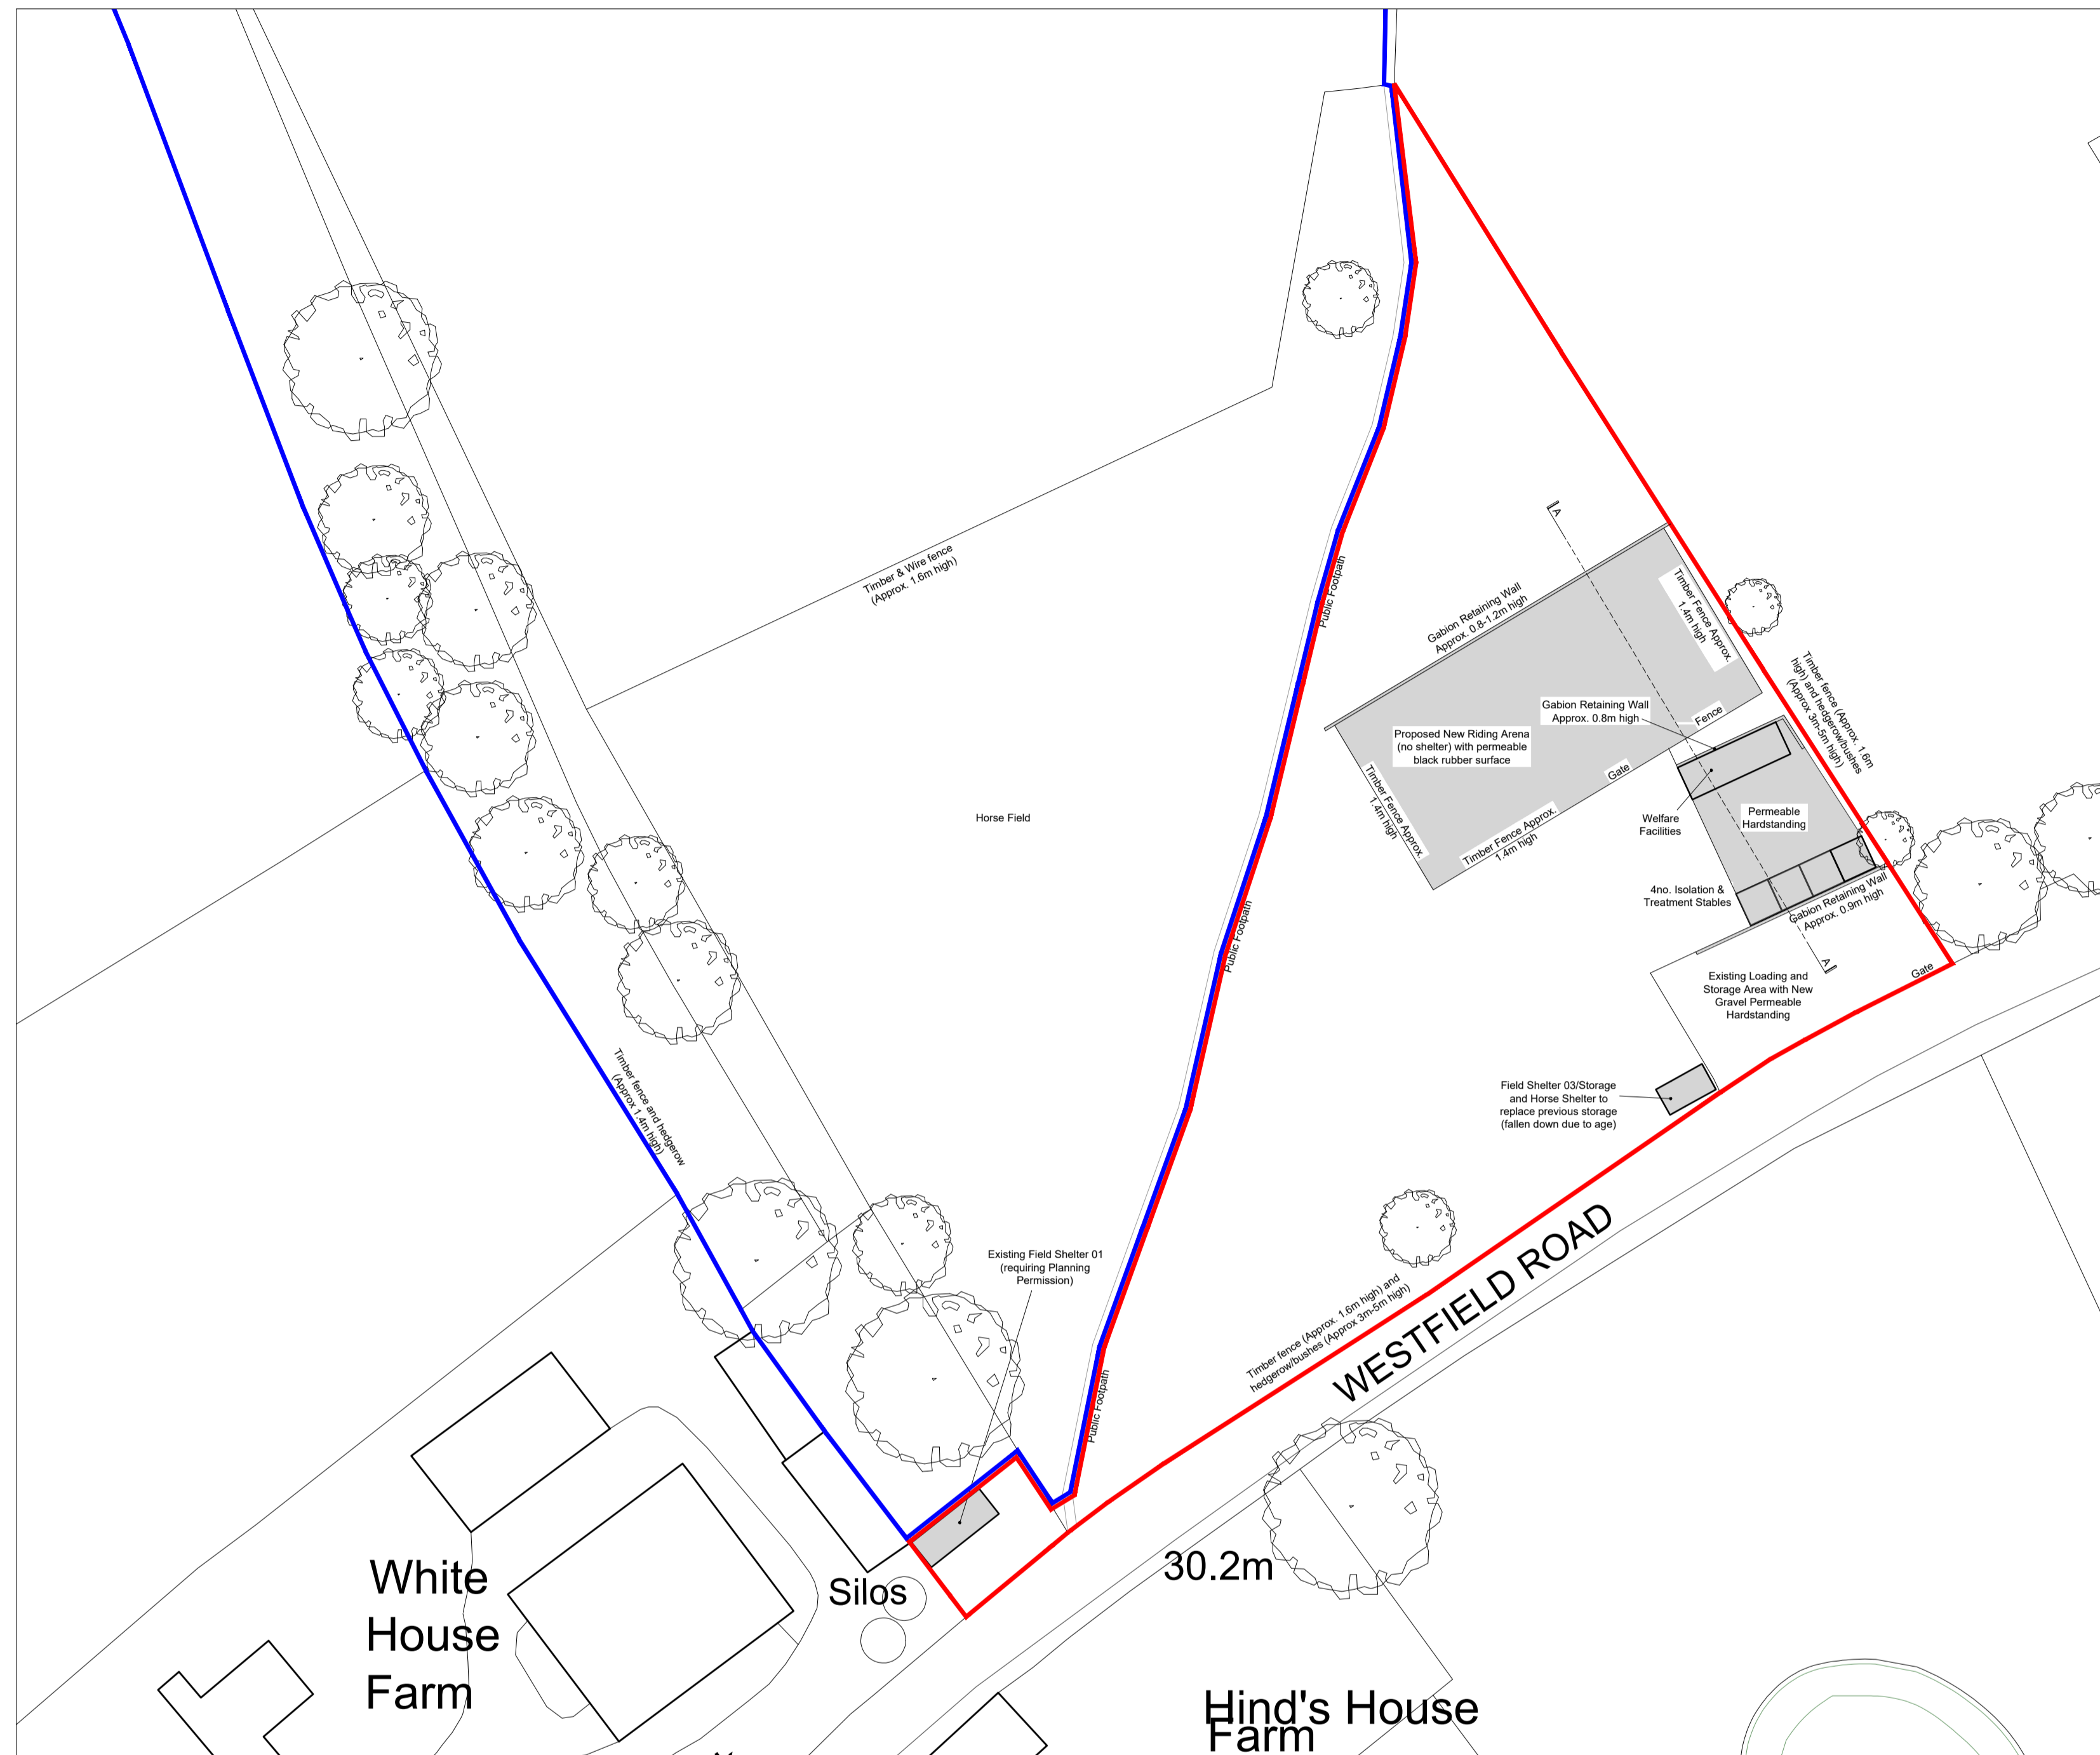 Timber & Wire fence
(Approx. 1.6m high)
Public Footpath
A
Gabion Retaining Wall
Approx. 0.8-1.2m high
Timber Fence Approx.
1.4m high
Timber fence (Approx. 1.6m
high) and hedgerow/bushes
(Approx 3m-5m high)
Gabion Retaining Wall
Approx. 0.8m high
Fence
Proposed New Riding Arena
(no shelter) with permeable
black rubber surface
Gate
Timber Fence Approx.
1.4m high
Timber Fence Approx.
1.4m high
Horse Field
Welfare
Facilities
Permeable
Hardstanding
4no. Isolation &
Treatment Stables
Gabion Retaining Wall
Approx. 0.9m high
Public Footpath
A
Gate
Existing Loading and
Storage Area with New
Gravel Permeable
Hardstanding
Timber fence and hedgerow
(Approx 1.4m high)
Field Shelter 03/Storage
and Horse Shelter to
replace previous storage
(fallen down due to age)
Existing Field Shelter 01
(requiring Planning
Permission)
Timber fence (Approx. 1.6m high) and
hedgerow/bushes (Approx 3m-5m high)
WESTFIELD ROAD
Public Footpath
White
House
Farm
Silos
30.2m
Hind's House
Farm